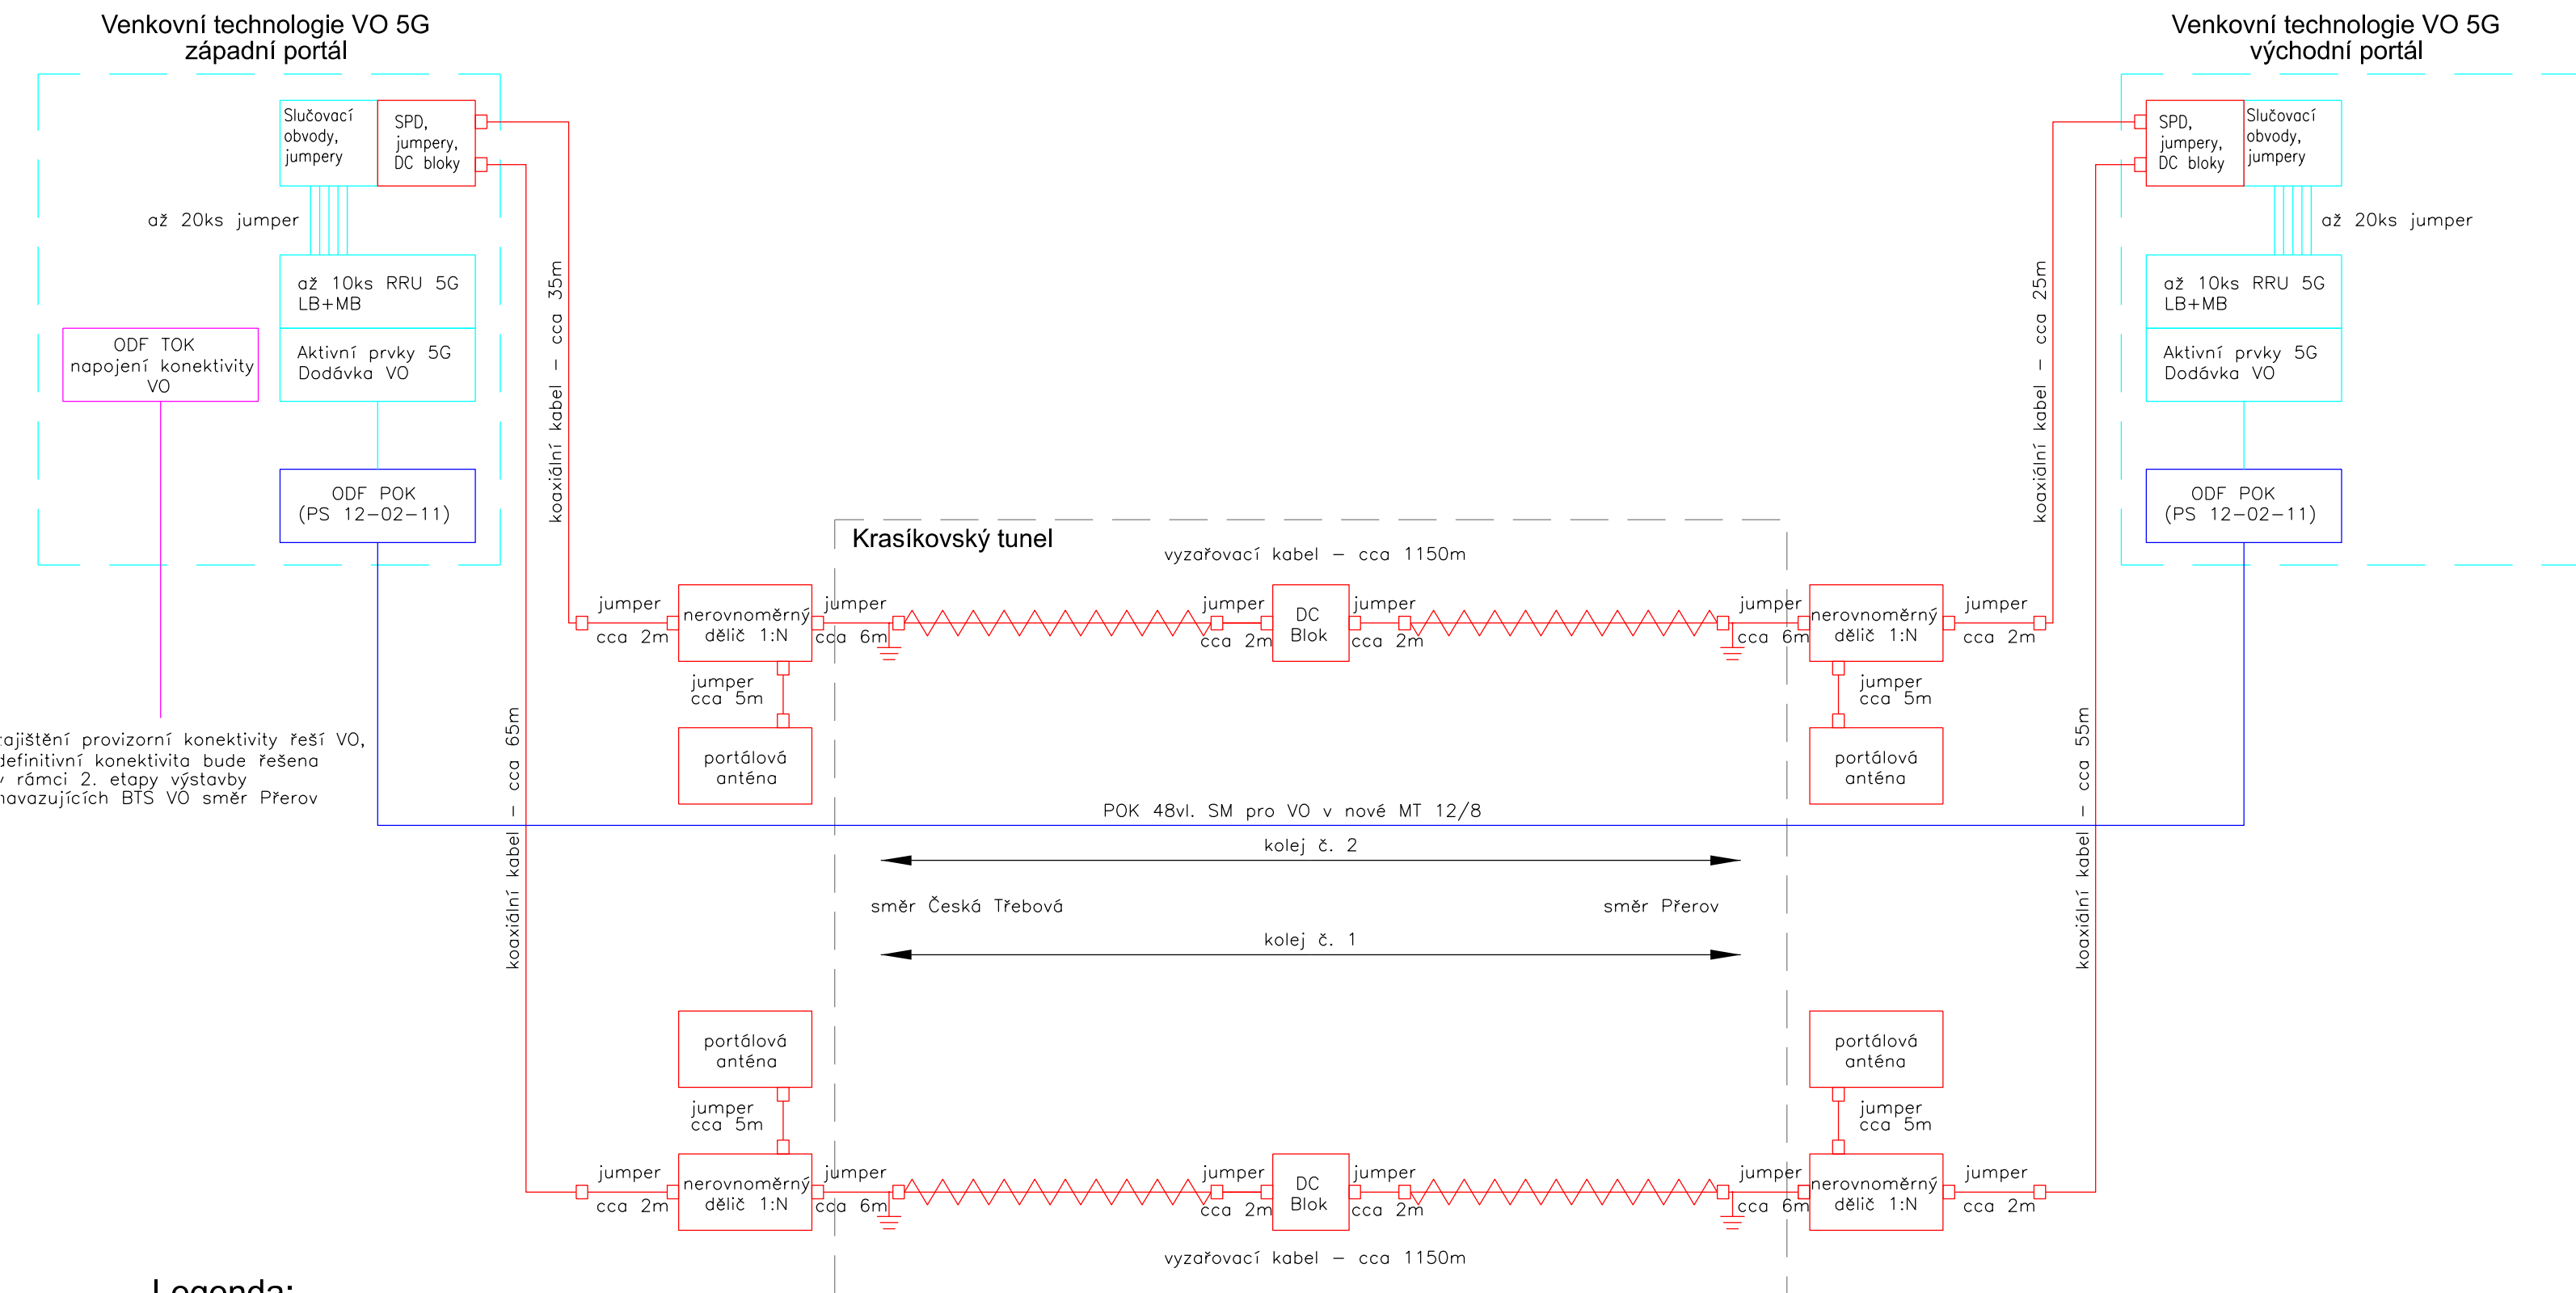 Venkovní technologie VO 5G
západní portál
Slučovací
obvody,
jumpery
SPD,
jumpery,
DC bloky
až 20ks jumper
až 10ks RRU 5G
LB+MB
Aktivní prvky 5G
Dodávka VO
ODF TOK
napojení konektivity
VO
ODF POK
(PS 12-02-11)
koaxiální kabel - cca 35m
koaxiální kabel - cca 65m
zajištění provizorní konektivity řeší VO,
definitivní konektivita bude řešena
v rámci 2. etapy výstavby
navazujících BTS VO směr Přerov
Venkovní technologie VO 5G
východní portál
SPD,
jumpery,
DC bloky
Slučovací
obvody,
jumpery
až 20ks jumper
až 10ks RRU 5G
LB+MB
Aktivní prvky 5G
Dodávka VO
ODF POK
(PS 12-02-11)
koaxiální kabel - cca 25m
koaxiální kabel - cca 55m
Krasíkovský tunel
vyzařovací kabel - cca 1150m
jumper
cca 2m
nerovnoměrný
dělič 1:N
jumper
cca 6m
jumper
cca 2m
DC
Blok
jumper
cca 2m
jumper
cca 6m
nerovnoměrný
dělič 1:N
jumper
cca 2m
jumper
cca 5m
jumper
cca 5m
portálová
anténa
portálová
anténa
POK 48vl. SM pro VO v nové MT 12/8
kolej č. 2
směr Česká Třebová
směr Přerov
kolej č. 1
portálová
anténa
portálová
anténa
jumper
cca 5m
jumper
cca 5m
jumper
cca 2m
nerovnoměrný
dělič 1:N
jumper
cca 6m
jumper
cca 2m
DC
Blok
jumper
cca 2m
jumper
cca 6m
nerovnoměrný
dělič 1:N
jumper
cca 2m
vyzařovací kabel - cca 1150m
Legenda: